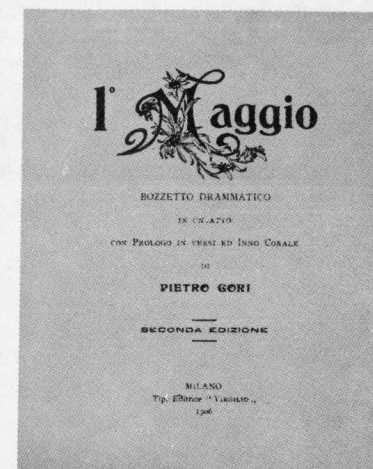 1° Maggio
BOZZETTO DRAMMATICO
IN UN ATTO
CON PROLOGO IN VERSI ED INNO CORALE
DI
PIETRO GORI
SECONDA EDIZIONE
MILANO
Tip. Editrice "VIRGILIO „
1906